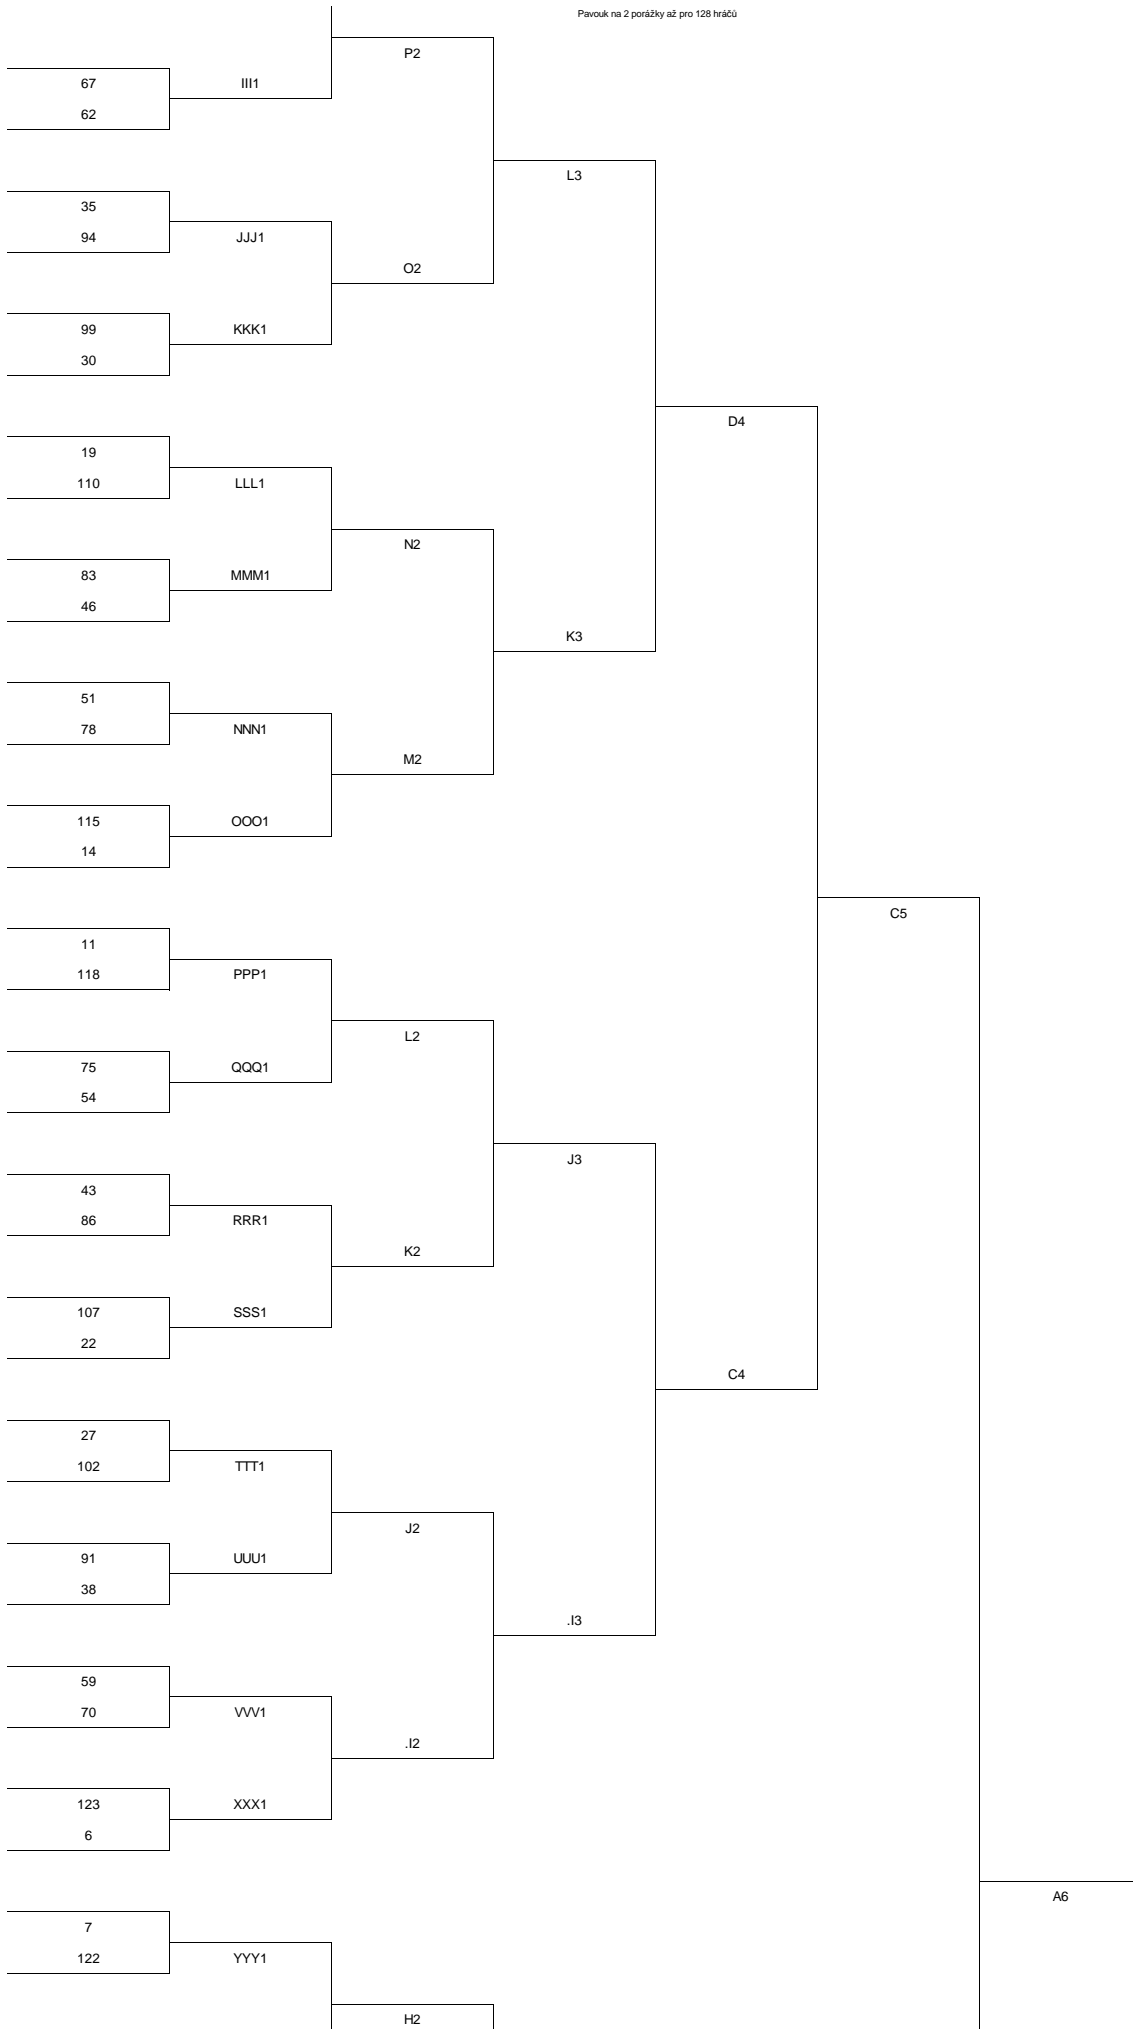 Pavouk na 2 porážky až pro 128 hráčů
P2
67
III1
62
L3
35
94
JJJ1
O2
99
KKK1
30
D4
19
110
LLL1
N2
83
MMM1
46
K3
51
78
NNN1
M2
115
OOO1
14
C5
11
118
PPP1
L2
75
QQQ1
54
J3
43
86
RRR1
K2
107
SSS1
22
C4
27
102
TTT1
J2
91
UUU1
38
.I3
59
70
VVV1
.I2
123
XXX1
6
A6
7
122
YYY1
H2